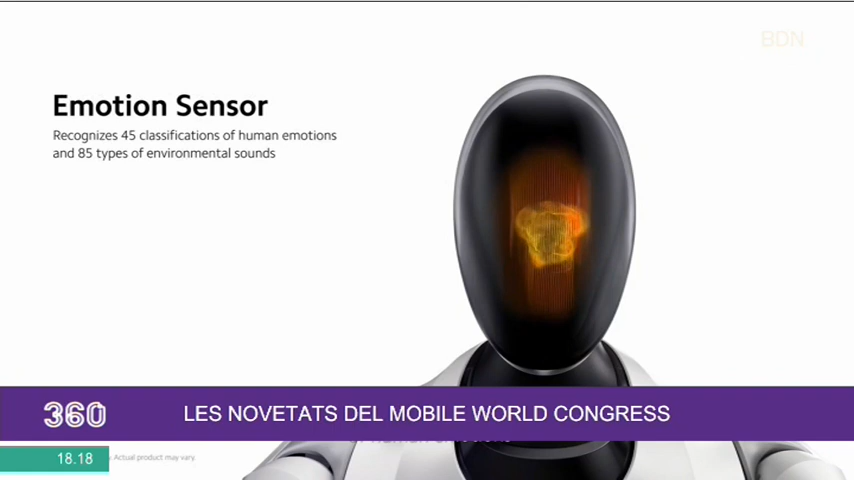 BDN
Emotion Sensor
Recognizes 45 classifications of human emotions
and 85 types of environmental sounds
360
LES NOVETATS DEL MOBILE WORLD CONGRESS
18.18
Actual product may vary.